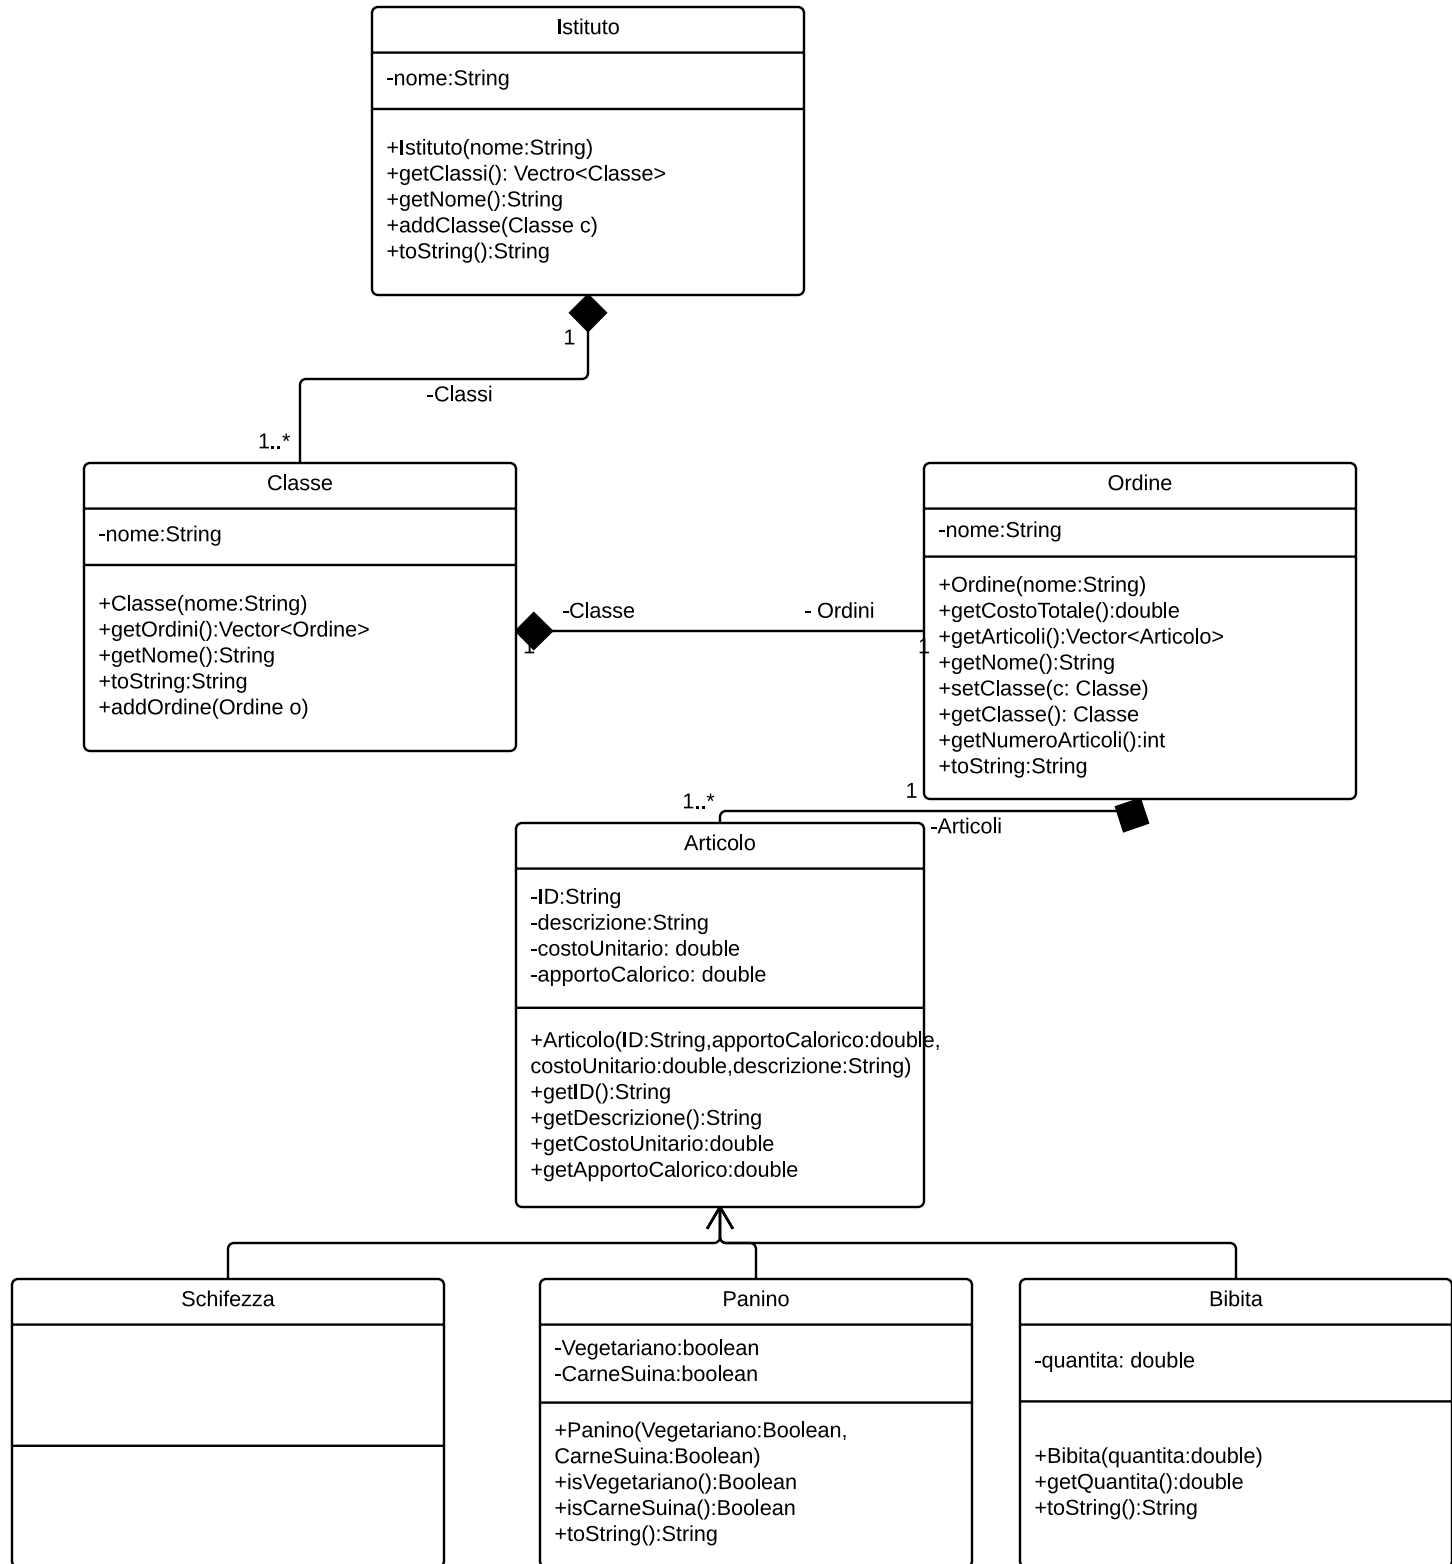 Istituto
-nome:String
+Istituto(nome:String)
+getClassi(): Vectro<Classe>
+getNome():String
+addClasse(Classe c)
+toString():String
1
-Classi
1..*
Classe
-nome:String
+Classe(nome:String)
+getOrdini():Vector<Ordine>
+getNome():String
+toString:String
+addOrdine(Ordine o)
-Classe
- Ordini
1
1
Ordine
-nome:String
+Ordine(nome:String)
+getCostoTotale():double
+getArticoli():Vector<Articolo>
+getNome():String
+setClasse(c: Classe)
+getClasse(): Classe
+getNumeroArticoli():int
+toString:String
1..*
1
-Articoli
Articolo
-ID:String
-descrizione:String
-costoUnitario: double
-apportoCalorico: double
+Articolo(ID:String,apportoCalorico:double,
costoUnitario:double,descrizione:String)
+getID():String
+getDescrizione():String
+getCostoUnitario:double
+getApportoCalorico:double
Schifezza
Panino
-Vegetariano:boolean
-CarneSuina:boolean
+Panino(Vegetariano:Boolean,
CarneSuina:Boolean)
+isVegetariano():Boolean
+isCarneSuina():Boolean
+toString():String
Bibita
-quantita: double
+Bibita(quantita:double)
+getQuantita():double
+toString():String